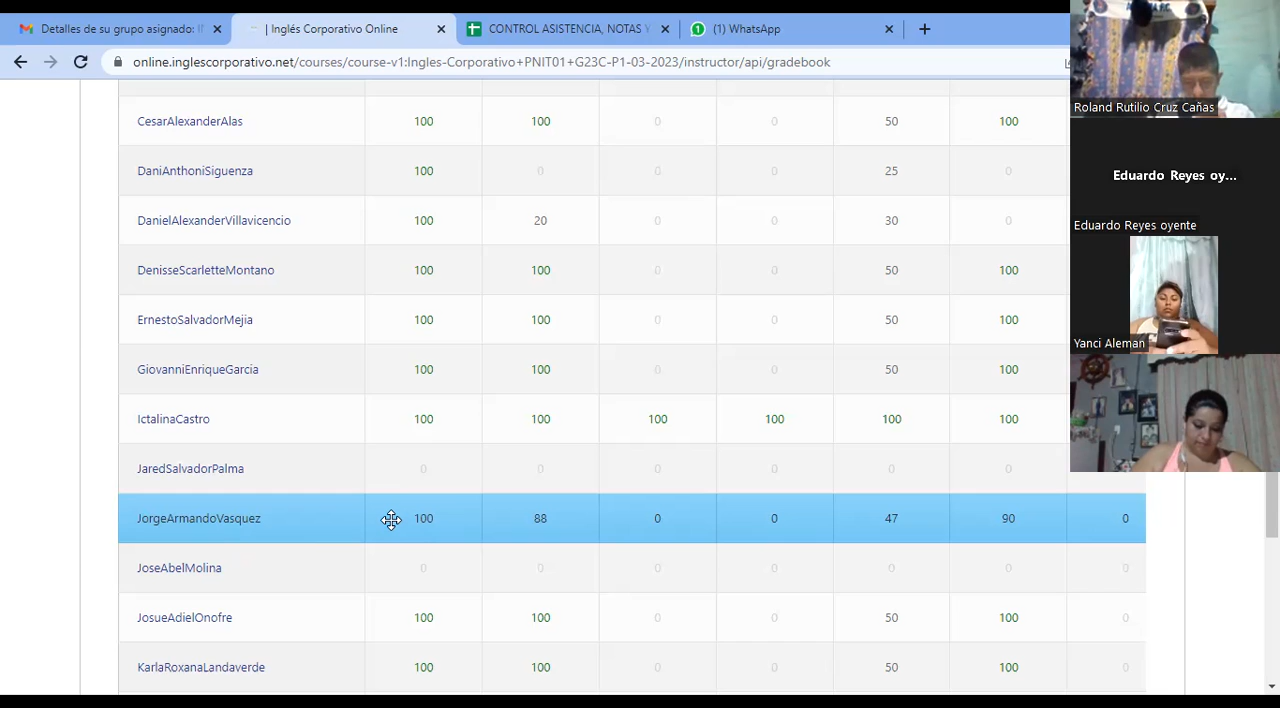 Detalles de su grupo asignado: I
| Inglés Corporativo Online
CONTROL ASISTENCIA, NOTAS Y
1 WhatsApp
online.inglescorporativo.net/courses/course-v1:Ingles-Corporativo+PNIT01+G23C-P1-03-2023/instructor/api/gradebook
CesarAlexanderAlas 100 100 0 0 50 100
DaniAnthoniSiguenza 100 0 0 0 25 0
DanielAlexanderVillavicencio 100 20 0 0 30 0
DenisseScarletteMontano 100 100 0 0 50 100
ErnestoSalvadorMejia 100 100 0 0 50 100
GiovanniEnriqueGarcia 100 100 0 0 50 100
IctalinaCastro 100 100 100 100 100 100
JaredSalvadorPalma 0 0 0 0 0 0
JorgeArmandoVasquez 100 88 0 0 47 90 0
JoseAbelMolina 0 0 0 0 0 0 0
JosueAdielOnofre 100 100 0 0 50 100 0
KarlaRoxanaLandaverde 100 100 0 0 50 100 0
Roland Rutilio Cruz Cañas
Eduardo Reyes oy...
Eduardo Reyes oyente
Yanci Aleman